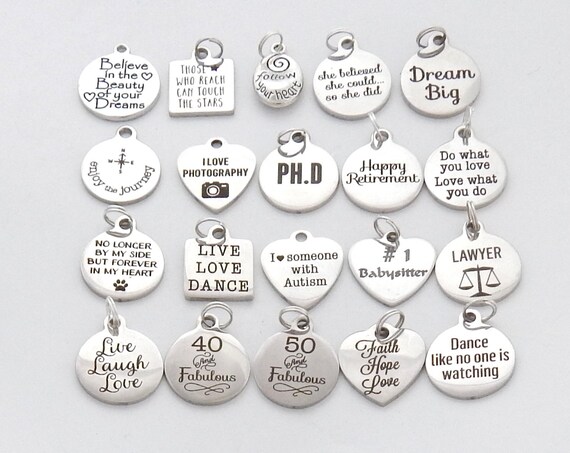 Believe
in the
Beauty
of your
Dreams
THOSE
WHO REACH
CAN TOUCH
THE STARS
follow
your heart
she believed
she could...
so she did
Dream
Big
N
W E
S
enjoy the journey
I LOVE
PHOTOGRAPHY
PH.D
Happy
Retirement
Do what
you love
Love what
you do
NO LONGER
BY MY SIDE
BUT FOREVER
IN MY HEART
LIVE
LOVE
DANCE
I ♥ someone
with
Autism
# 1
Babysitter
LAWYER
Live
Laugh
Love
40
and
Fabulous
50
and
Fabulous
Faith
Hope
Love
Dance
like no one is
watching